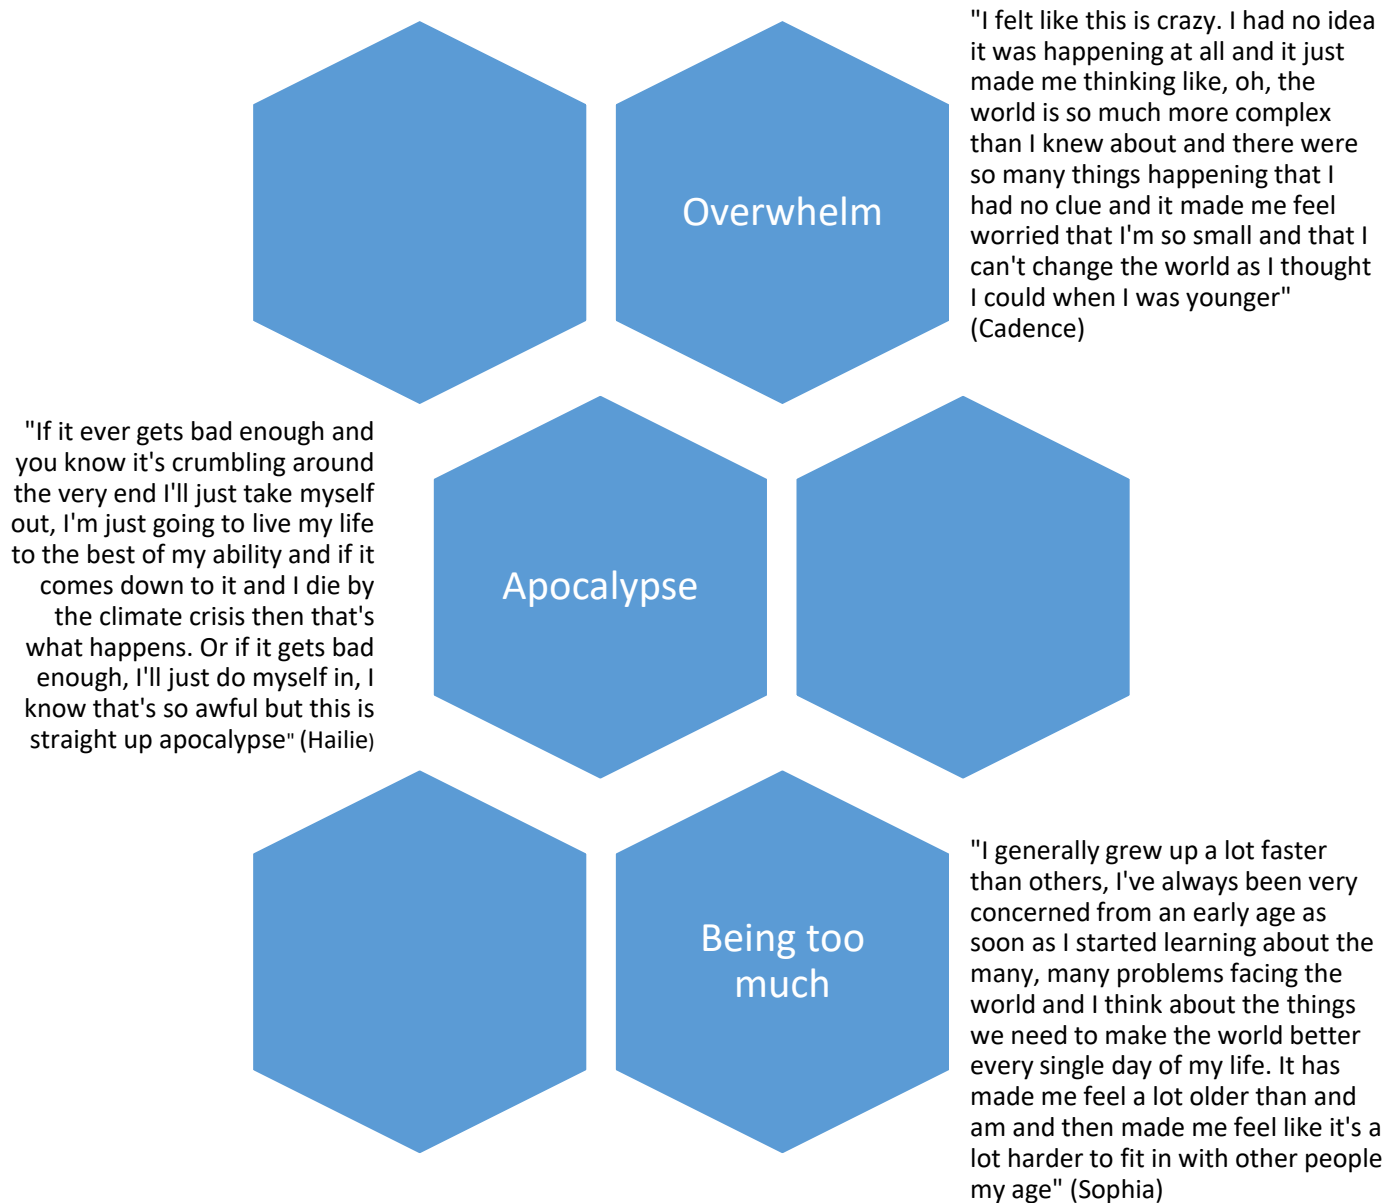 "I felt like this is crazy. I had no idea
it was happening at all and it just
made me thinking like, oh, the
world is so much more complex
than I knew about and there were
so many things happening that I
had no clue and it made me feel
worried that I'm so small and that I
can't change the world as I thought
I could when I was younger"
(Cadence)
Overwhelm
"If it ever gets bad enough and
you know it's crumbling around
the very end I'll just take myself
out, I'm just going to live my life
to the best of my ability and if it
comes down to it and I die by
the climate crisis then that's
what happens. Or if it gets bad
enough, I'll just do myself in, I
know that's so awful but this is
straight up apocalypse" (Hailie)
Apocalypse
Being too
much
"I generally grew up a lot faster
than others, I've always been very
concerned from an early age as
soon as I started learning about the
many, many problems facing the
world and I think about the things
we need to make the world better
every single day of my life. It has
made me feel a lot older than and
am and then made me feel like it's a
lot harder to fit in with other people
my age" (Sophia)